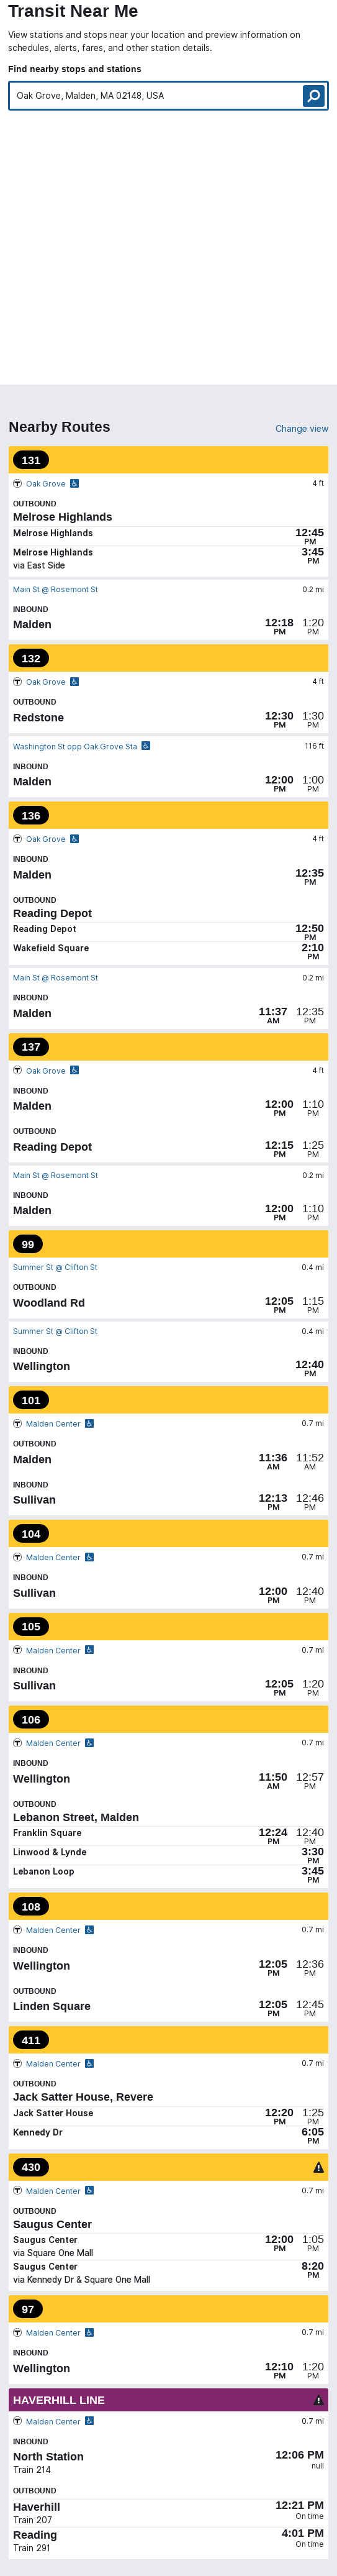 Transit Near Me
View stations and stops near your location and preview information on
schedules, alerts, fares, and other station details.
Find nearby stops and stations
Oak Grove, Malden, MA 02148, USA
Nearby Routes
Change view
131
T Oak Grove 4 ft
OUTBOUND
Melrose Highlands
Melrose Highlands 12:45 PM
Melrose Highlands 3:45 PM
via East Side
Main St @ Rosemont St 0.2 mi
INBOUND
Malden 12:18 PM 1:20 PM
132
T Oak Grove 4 ft
OUTBOUND
Redstone 12:30 PM 1:30 PM
Washington St opp Oak Grove Sta 116 ft
INBOUND
Malden 12:00 PM 1:00 PM
136
T Oak Grove 4 ft
INBOUND
Malden 12:35 PM
OUTBOUND
Reading Depot
Reading Depot 12:50 PM
Wakefield Square 2:10 PM
Main St @ Rosemont St 0.2 mi
INBOUND
Malden 11:37 AM 12:35 PM
137
T Oak Grove 4 ft
INBOUND
Malden 12:00 PM 1:10 PM
OUTBOUND
Reading Depot 12:15 PM 1:25 PM
Main St @ Rosemont St 0.2 mi
INBOUND
Malden 12:00 PM 1:10 PM
99
Summer St @ Clifton St 0.4 mi
OUTBOUND
Woodland Rd 12:05 PM 1:15 PM
Summer St @ Clifton St 0.4 mi
INBOUND
Wellington 12:40 PM
101
T Malden Center 0.7 mi
OUTBOUND
Malden 11:36 AM 11:52 AM
INBOUND
Sullivan 12:13 PM 12:46 PM
104
T Malden Center 0.7 mi
INBOUND
Sullivan 12:00 PM 12:40 PM
105
T Malden Center 0.7 mi
INBOUND
Sullivan 12:05 PM 1:20 PM
106
T Malden Center 0.7 mi
INBOUND
Wellington 11:50 AM 12:57 PM
OUTBOUND
Lebanon Street, Malden
Franklin Square 12:24 PM 12:40 PM
Linwood & Lynde 3:30 PM
Lebanon Loop 3:45 PM
108
T Malden Center 0.7 mi
INBOUND
Wellington 12:05 PM 12:36 PM
OUTBOUND
Linden Square 12:05 PM 12:45 PM
411
T Malden Center 0.7 mi
OUTBOUND
Jack Satter House, Revere
Jack Satter House 12:20 PM 1:25 PM
Kennedy Dr 6:05 PM
430
T Malden Center 0.7 mi
OUTBOUND
Saugus Center
Saugus Center 12:00 PM 1:05 PM
via Square One Mall
Saugus Center 8:20 PM
via Kennedy Dr & Square One Mall
97
T Malden Center 0.7 mi
INBOUND
Wellington 12:10 PM 1:20 PM
HAVERHILL LINE
T Malden Center 0.7 mi
INBOUND
North Station 12:06 PM
Train 214 null
OUTBOUND
Haverhill 12:21 PM
Train 207 On time
Reading 4:01 PM
Train 291 On time